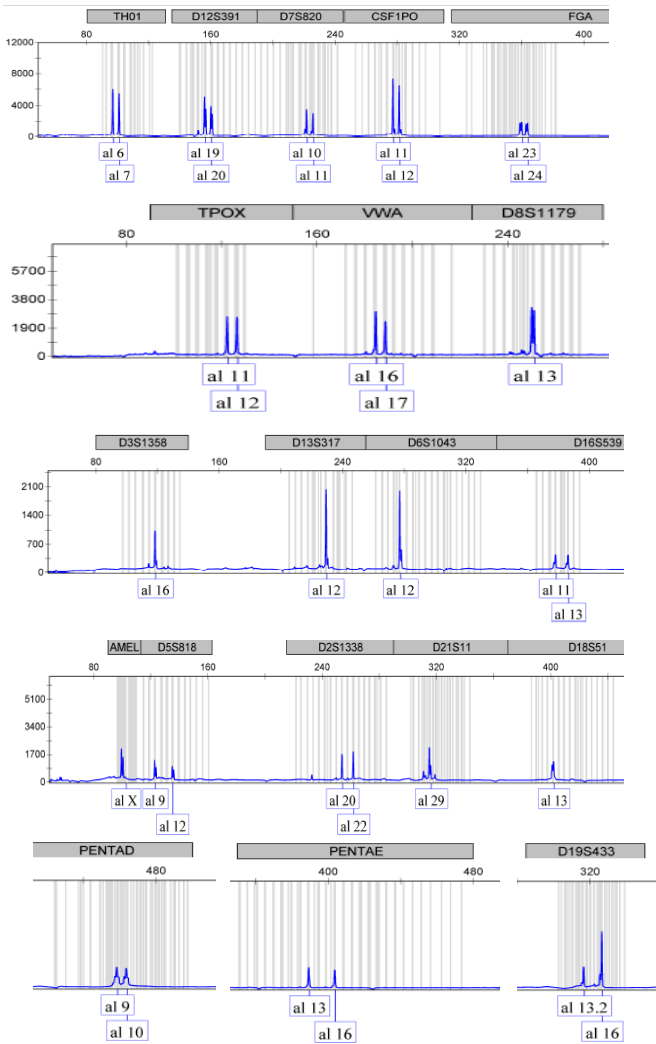 TH01 D12S391 D7S820 CSF1PO FGA
80 160 240 320 400
12000
8000
4000
0
al 6 al 19 al 10 al 11 al 23
al 7 al 20 al 11 al 12 al 24
TPOX VWA D8S1179
80 160 240
5700
3800
1900
0
al 11 al 16 al 13
al 12 al 17
D3S1358 D13S317 D6S1043 D16S539
80 160 240 320 400
2100
1400
700
0
al 16 al 12 al 12 al 11
al 13
AMEL D5S818 D2S1338 D21S11 D18S51
80 160 240 320 400
5100
3400
1700
0
al X al 9 al 20 al 29 al 13
al 12 al 22
PENTAD PENTAE D19S433
480 400 480 320
al 9 al 13 al 13.2
al 10 al 16 al 16